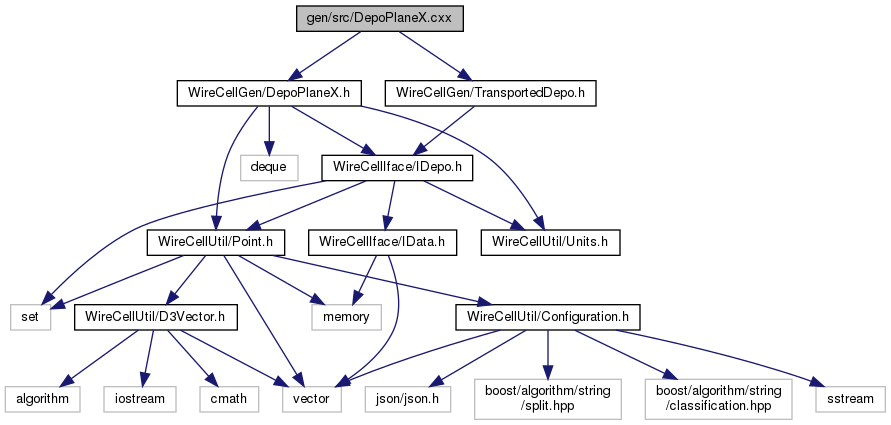 gen/src/DepoPlaneX.cxx
WireCellGen/DepoPlaneX.h
WireCellGen/TransportedDepo.h
deque
WireCellIface/IDepo.h
WireCellUtil/Point.h
WireCellIface/IData.h
WireCellUtil/Units.h
set
WireCellUtil/D3Vector.h
memory
WireCellUtil/Configuration.h
algorithm
iostream
cmath
vector
json/json.h
boost/algorithm/string
/split.hpp
boost/algorithm/string
/classification.hpp
sstream